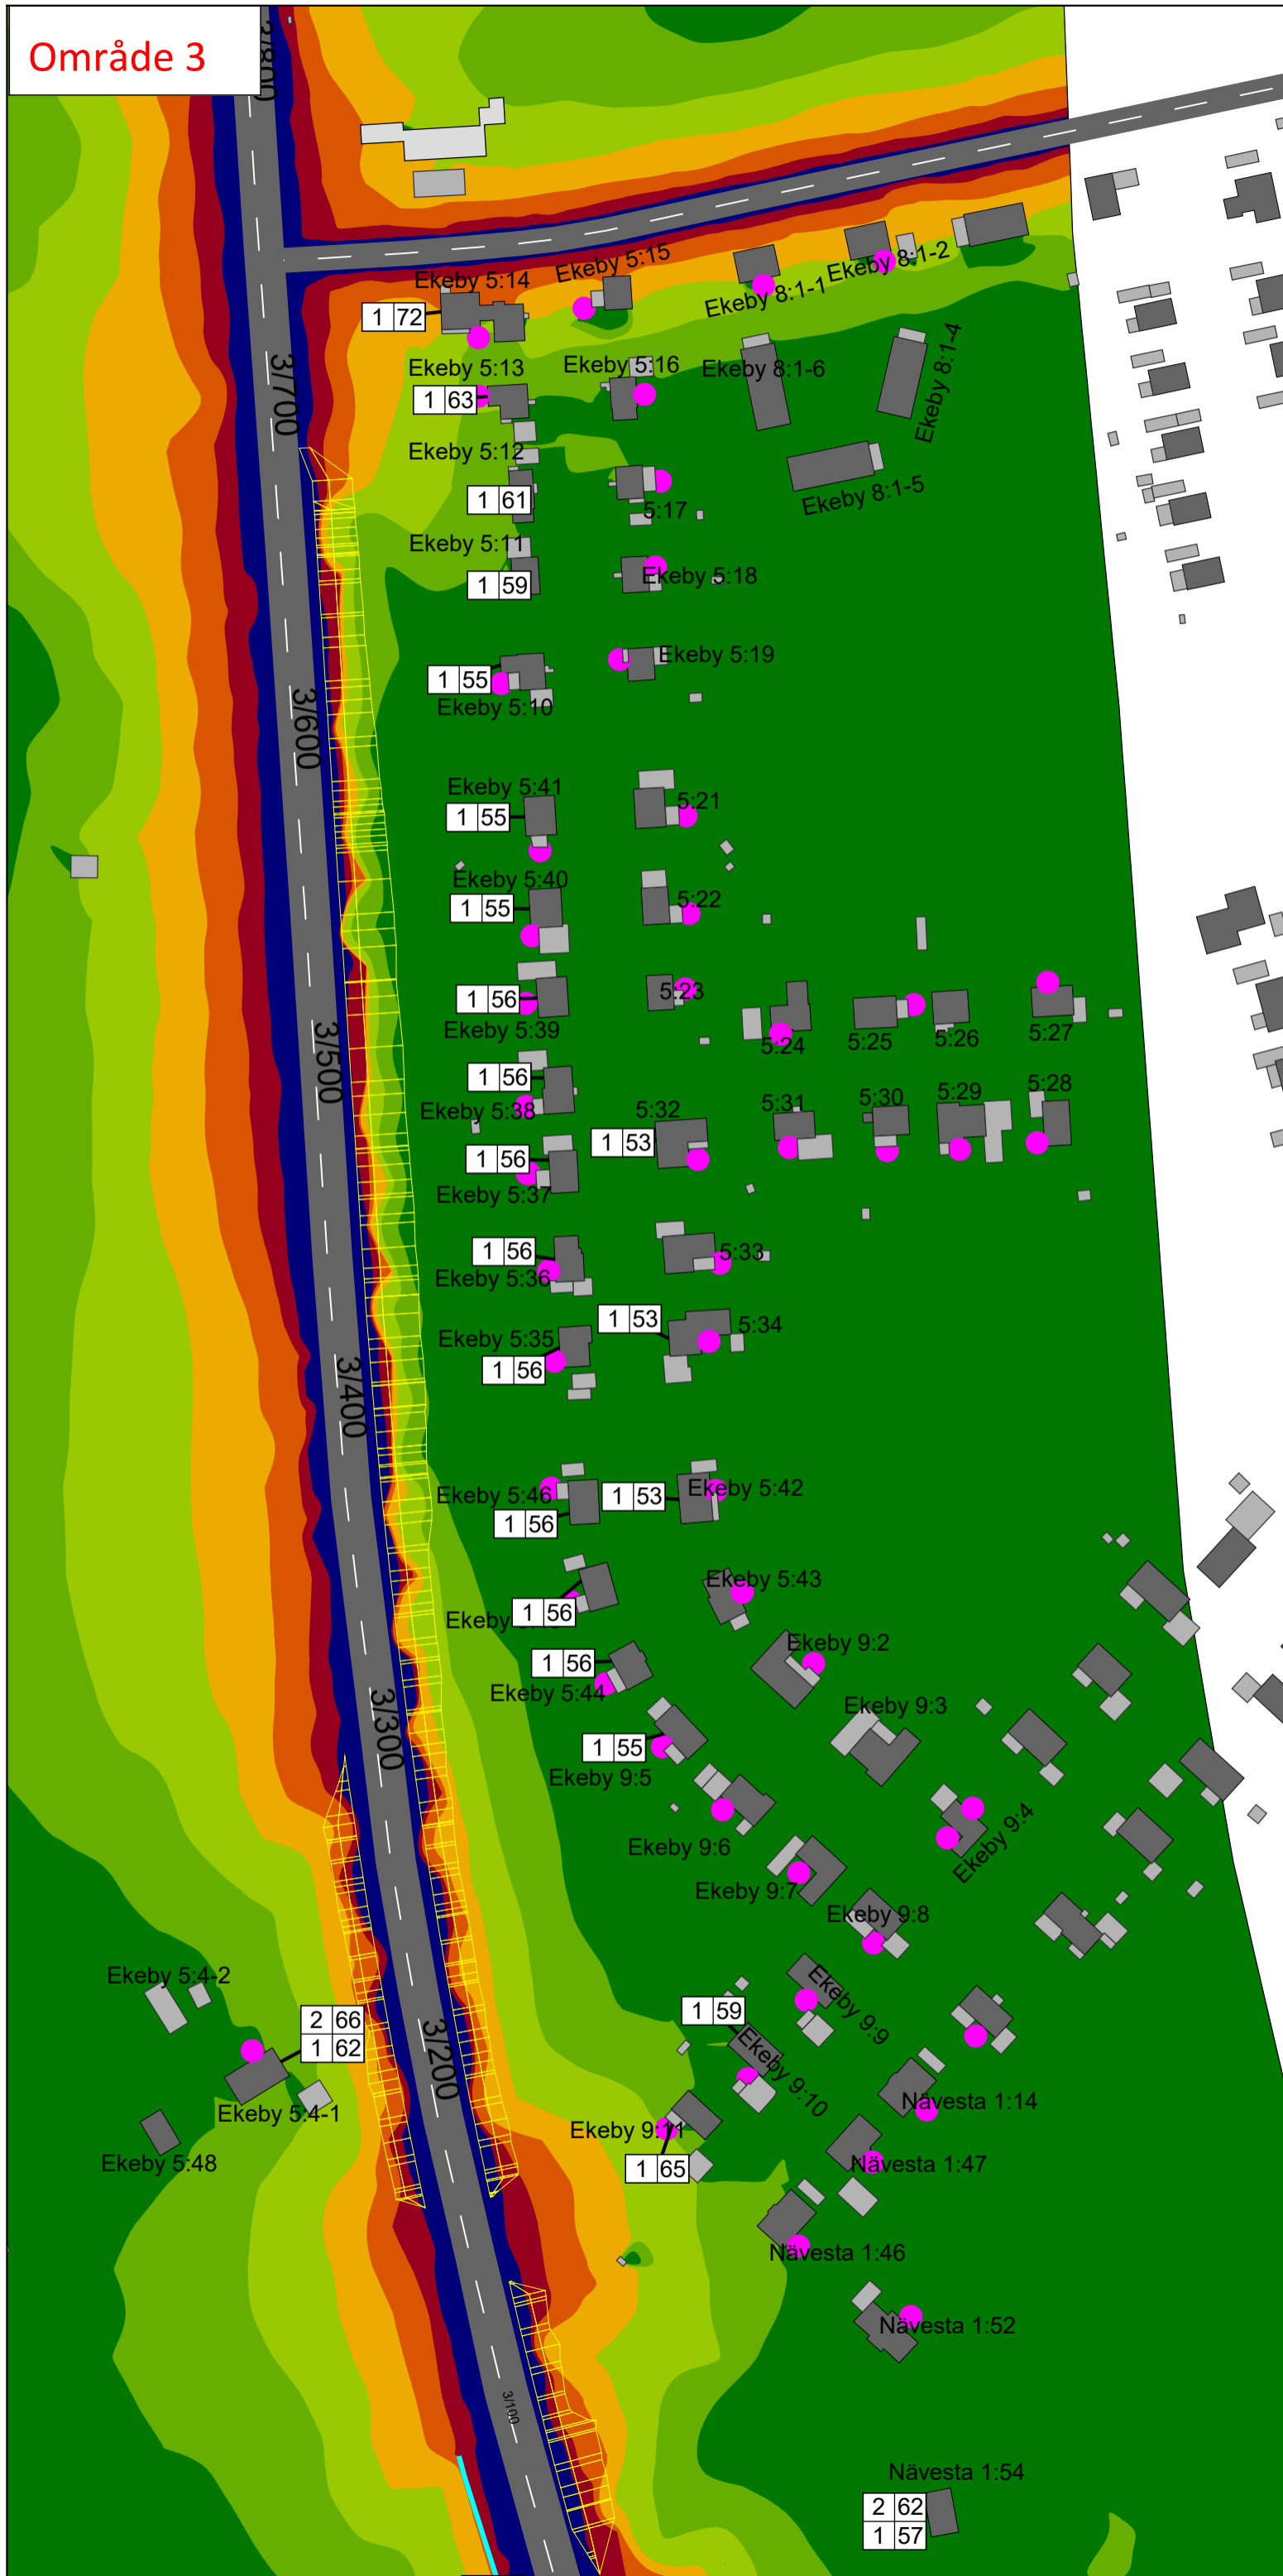 Område 3
3/800
Ekeby 5:15
Ekeby 8:1-2
Ekeby 5:14
Ekeby 8:1-1
1 72
Ekeby 5:13
Ekeby 5:16
Ekeby 8:1-6
Ekeby 8:1-4
3/700
1 63
Ekeby 5:12
1 61
5:17
Ekeby 8:1-5
Ekeby 5:11
1 59
Ekeby 5:18
Ekeby 5:19
1 55
Ekeby 5:10
3/600
Ekeby 5:41
1 55
5:21
Ekeby 5:40
1 55
5:22
1 56
5:23
Ekeby 5:39
5:24
5:25
5:26
5:27
3/500
1 56
Ekeby 5:38
5:32
5:31
5:30
5:29
5:28
1 53
1 56
Ekeby 5:37
1 56
5:33
Ekeby 5:36
1 53
5:34
Ekeby 5:35
1 56
3/400
Ekeby 5:46
1 53
Ekeby 5:42
1 56
Ekeby 5:43
Ekeby
1 56
Ekeby 9:2
1 56
Ekeby 5:44
Ekeby 9:3
3/300
1 55
Ekeby 9:5
Ekeby 9:4
Ekeby 9:6
Ekeby 9:7
Ekeby 9:8
Ekeby 5:4-2
Ekeby 9:9
1 59
2 66
1 62
3/200
Ekeby 9:10
Ekeby 5:4-1
Nävesta 1:14
Ekeby 9:11
Ekeby 5:48
1 65
Nävesta 1:47
Nävesta 1:46
Nävesta 1:52
3/100
Nävesta 1:54
2 62
1 57